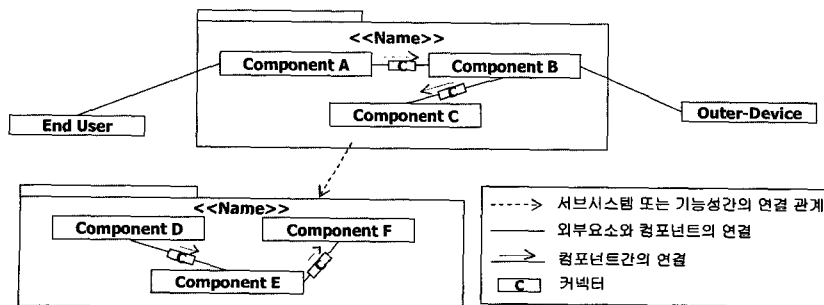 <<Name>>
Component A
C
Component B
C
Component C
End User
Outer-Device
<<Name>>
Component D
Component F
C
C
Component E
서브시스템 또는 기능성간의 연결 관계
외부요소와 컴포넌트의 연결
컴포넌트간의 연결
C 커넥터